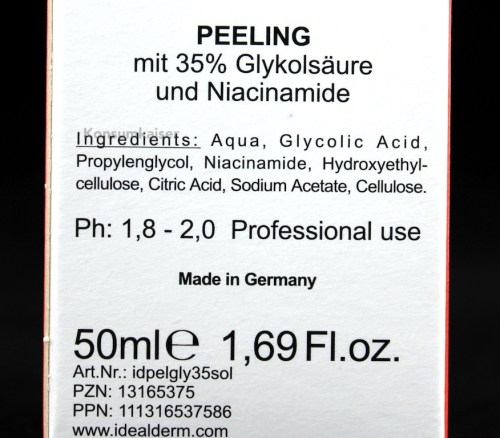 PEELING
mit 35% Glykolsäure
und Niacinamide
Konsumkaiser
Ingredients: Aqua, Glycolic Acid,
Propylenglycol, Niacinamide, Hydroxyethyl-
cellulose, Citric Acid, Sodium Acetate, Cellulose.
Ph: 1,8 - 2,0 Professional use
Made in Germany
50ml℮ 1,69 Fl.oz.
Art.Nr.: idpelgly35sol
PZN: 13165375
PPN: 111316537586
www.idealderm.com